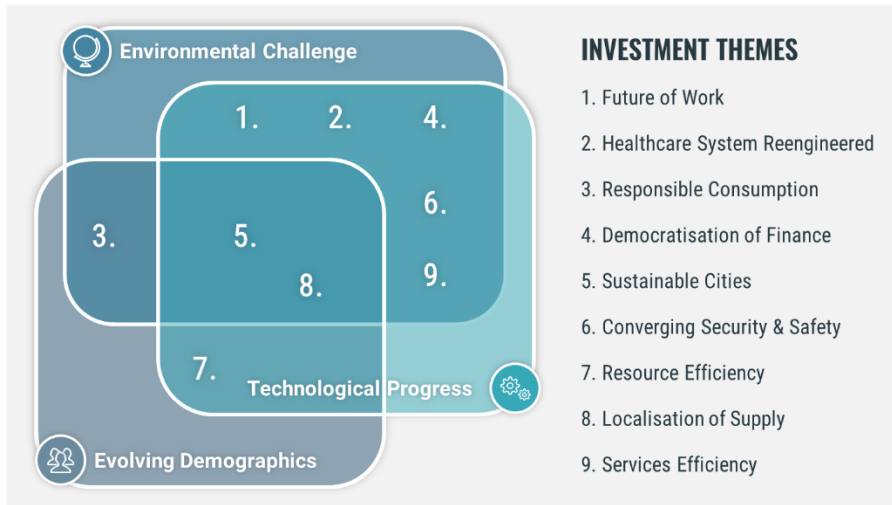 Environmental Challenge
1.
2.
4.
6.
3.
5.
8.
9.
7.
Technological Progress
Evolving Demographics
INVESTMENT THEMES
1. Future of Work
2. Healthcare System Reengineered
3. Responsible Consumption
4. Democratisation of Finance
5. Sustainable Cities
6. Converging Security & Safety
7. Resource Efficiency
8. Localisation of Supply
9. Services Efficiency